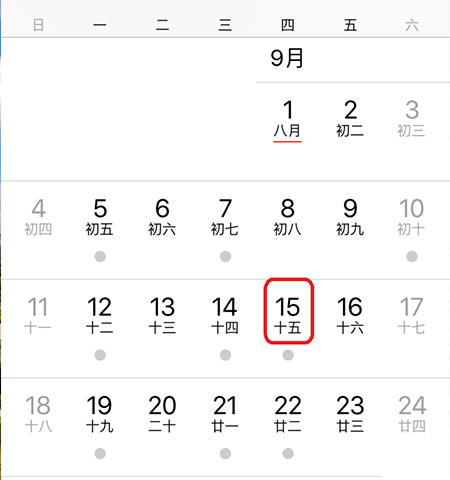 日 一 二 三 四 五 六
9月
1 2 3
八月 初二 初三
4 5 6 7 8 9 10
初四 初五 初六 初七 初八 初九 初十
11 12 13 14 15 16 17
十一 十二 十三 十四 十五 十六 十七
18 19 20 21 22 23 24
十八 十九 二十 廿一 廿二 廿三 廿四